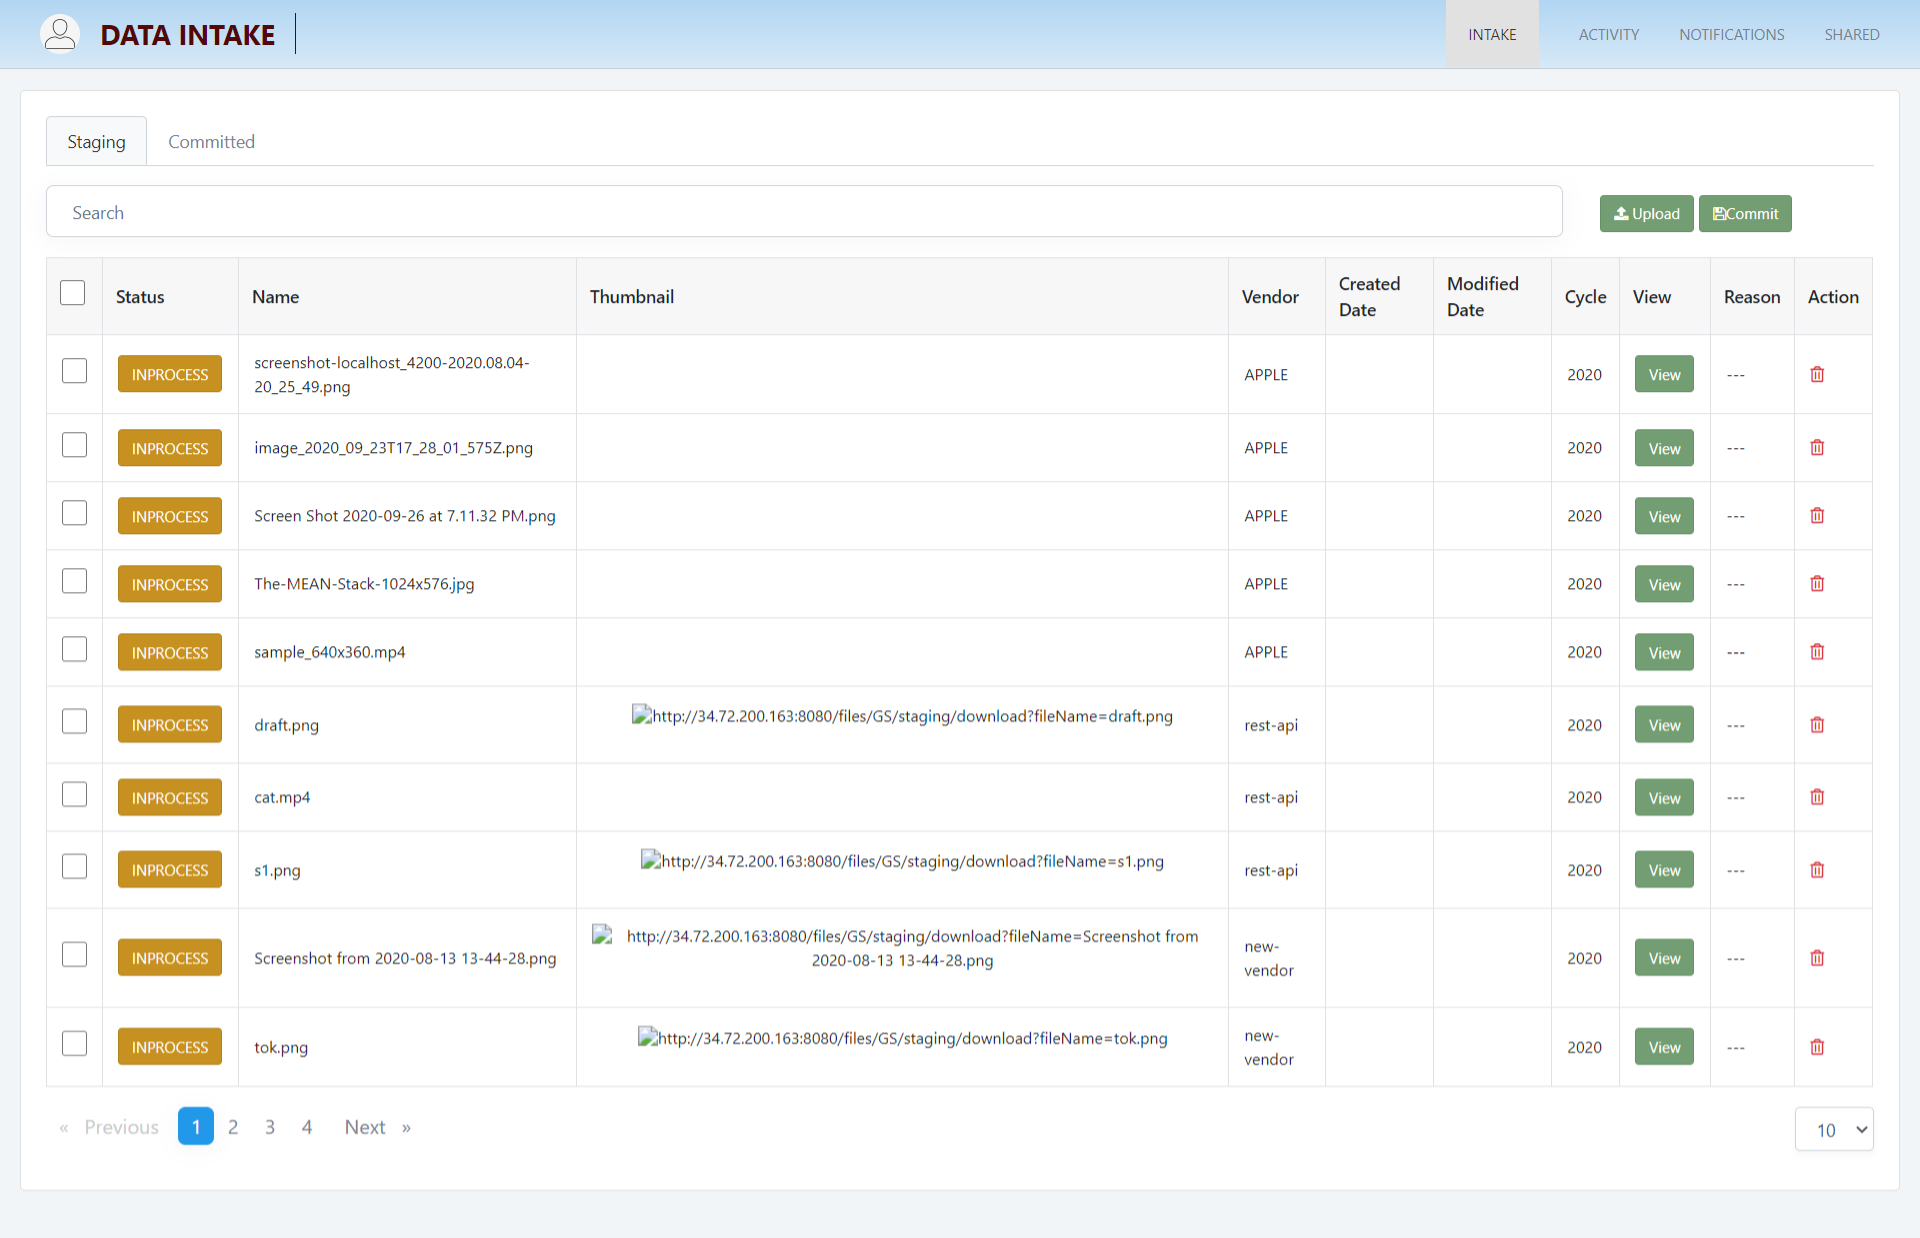 DATA INTAKE
INTAKE ACTIVITY NOTIFICATIONS SHARED
Staging Committed
Search
Upload Commit
Status Name Thumbnail Vendor Created Date Modified Date Cycle View Reason Action
INPROCESS screenshot-localhost_4200-2020.08.04-
20_25_49.png APPLE 2020 View ---
INPROCESS image_2020_09_23T17_28_01_575Z.png APPLE 2020 View ---
INPROCESS Screen Shot 2020-09-26 at 7.11.32 PM.png APPLE 2020 View ---
INPROCESS The-MEAN-Stack-1024x576.jpg APPLE 2020 View ---
INPROCESS sample_640x360.mp4 APPLE 2020 View ---
INPROCESS draft.png http://34.72.200.163:8080/files/GS/staging/download?fileName=draft.png rest-api 2020 View ---
INPROCESS cat.mp4 rest-api 2020 View ---
INPROCESS s1.png http://34.72.200.163:8080/files/GS/staging/download?fileName=s1.png rest-api 2020 View ---
INPROCESS Screenshot from 2020-08-13 13-44-28.png http://34.72.200.163:8080/files/GS/staging/download?fileName=Screenshot from
2020-08-13 13-44-28.png new-
vendor 2020 View ---
INPROCESS tok.png http://34.72.200.163:8080/files/GS/staging/download?fileName=tok.png new-
vendor 2020 View ---
« Previous 1 2 3 4 Next » 10